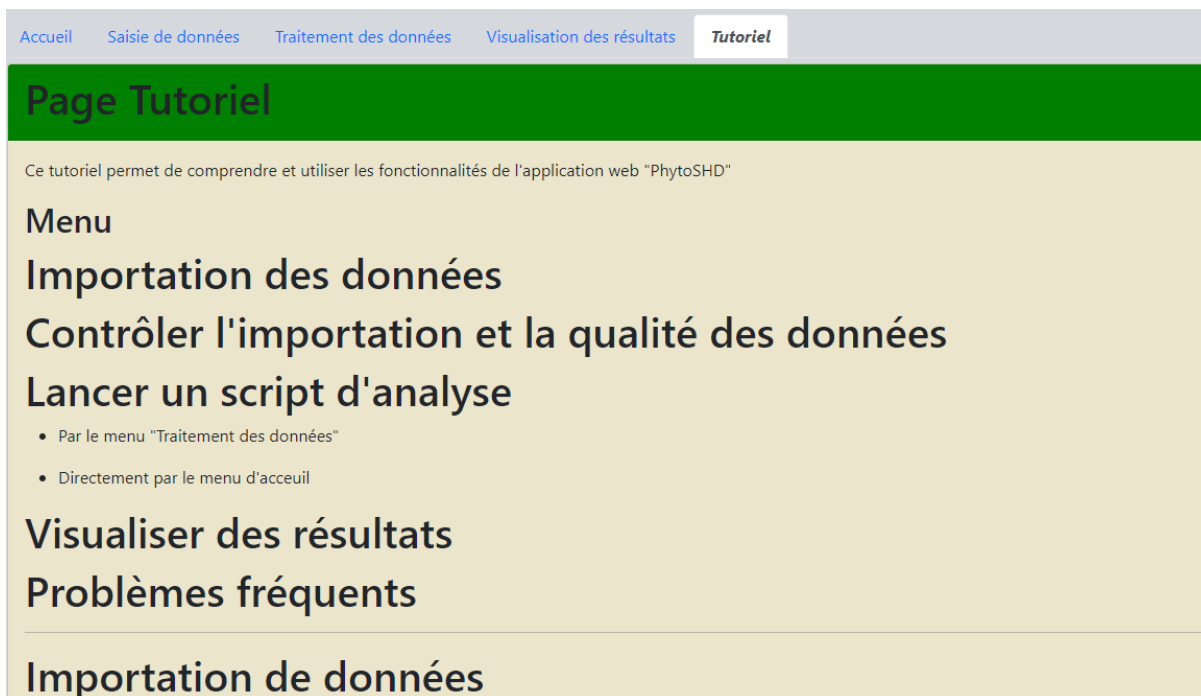 Accueil Saisie de données Traitement des données Visualisation des résultats Tutoriel
Page Tutoriel
Ce tutoriel permet de comprendre et utiliser les fonctionnalités de l'application web "PhytoSHD"
Menu
Importation des données
Contrôler l'importation et la qualité des données
Lancer un script d'analyse
• Par le menu "Traitement des données"
• Directement par le menu d'acceuil
Visualiser des résultats
Problèmes fréquents
Importation de données